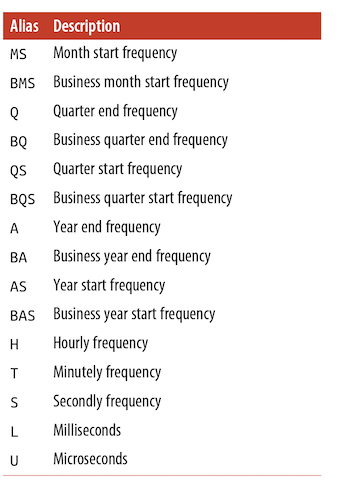 Alias Description
MS Month start frequency
BMS Business month start frequency
Q Quarter end frequency
BQ Business quarter end frequency
QS Quarter start frequency
BQS Business quarter start frequency
A Year end frequency
BA Business year end frequency
AS Year start frequency
BAS Business year start frequency
H Hourly frequency
T Minutely frequency
S Secondly frequency
L Milliseconds
U Microseconds